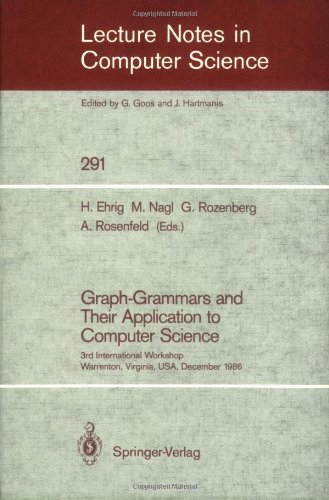 Lecture Notes in
Computer Science
Edited by G. Goos and J. Hartmanis
291
H. Ehrig M. Nagl G. Rozenberg
A. Rosenfeld (Eds.)
Graph-Grammars and
Their Application to
Computer Science
3rd International Workshop
Warrenton, Virginia, USA, December 1986
Springer-Verlag